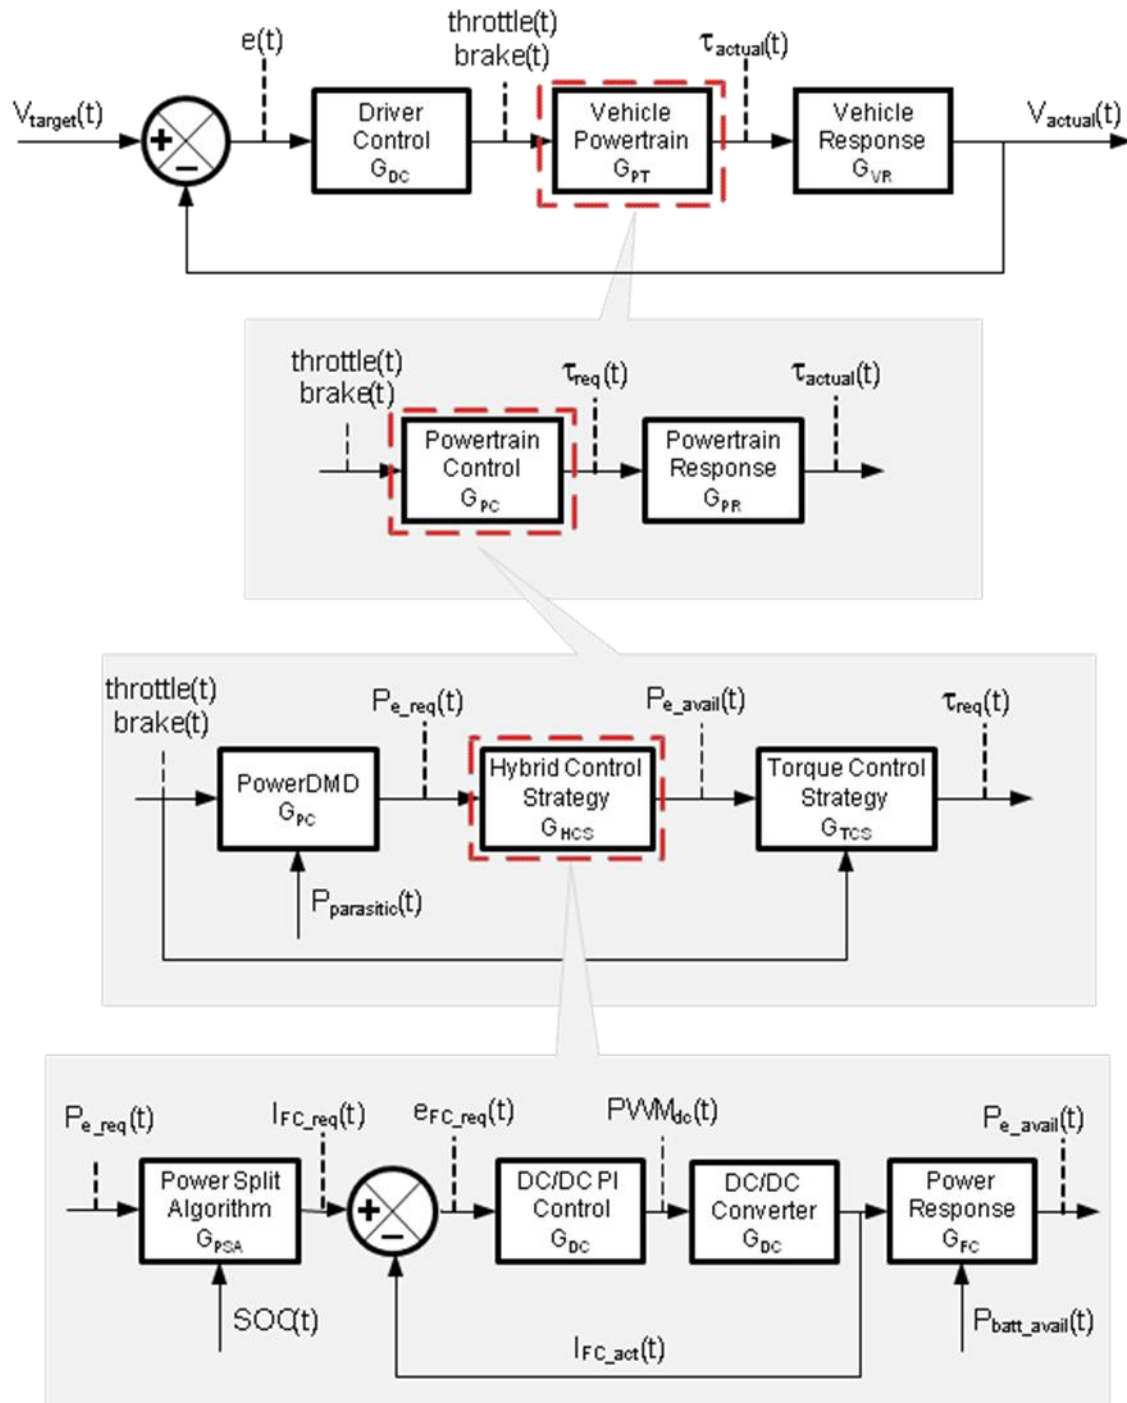 e(t)
throttle(t)
brake(t)
τactual(t)
Vtarget(t)
+
−
Driver
Control
GDC
Vehicle
Powertrain
GPT
Vehicle
Response
GVR
Vactual(t)
throttle(t)
brake(t)
τreq(t)
τactual(t)
Powertrain
Control
GPC
Powertrain
Response
GPR
throttle(t)
brake(t)
Pe_req(t)
Pe_avail(t)
τreq(t)
PowerDMD
GPC
Hybrid Control
Strategy
GHCS
Torque Control
Strategy
GTCS
Pparasitic(t)
Pe_req(t)
IFC_req(t)
eFC_req(t)
PWMdc(t)
Pe_avail(t)
Power Split
Algorithm
GPSA
+
−
DC/DC PI
Control
GDC
DC/DC
Converter
GDC
Power
Response
GFC
SOC(t)
IFC_act(t)
Pbatt_avail(t)